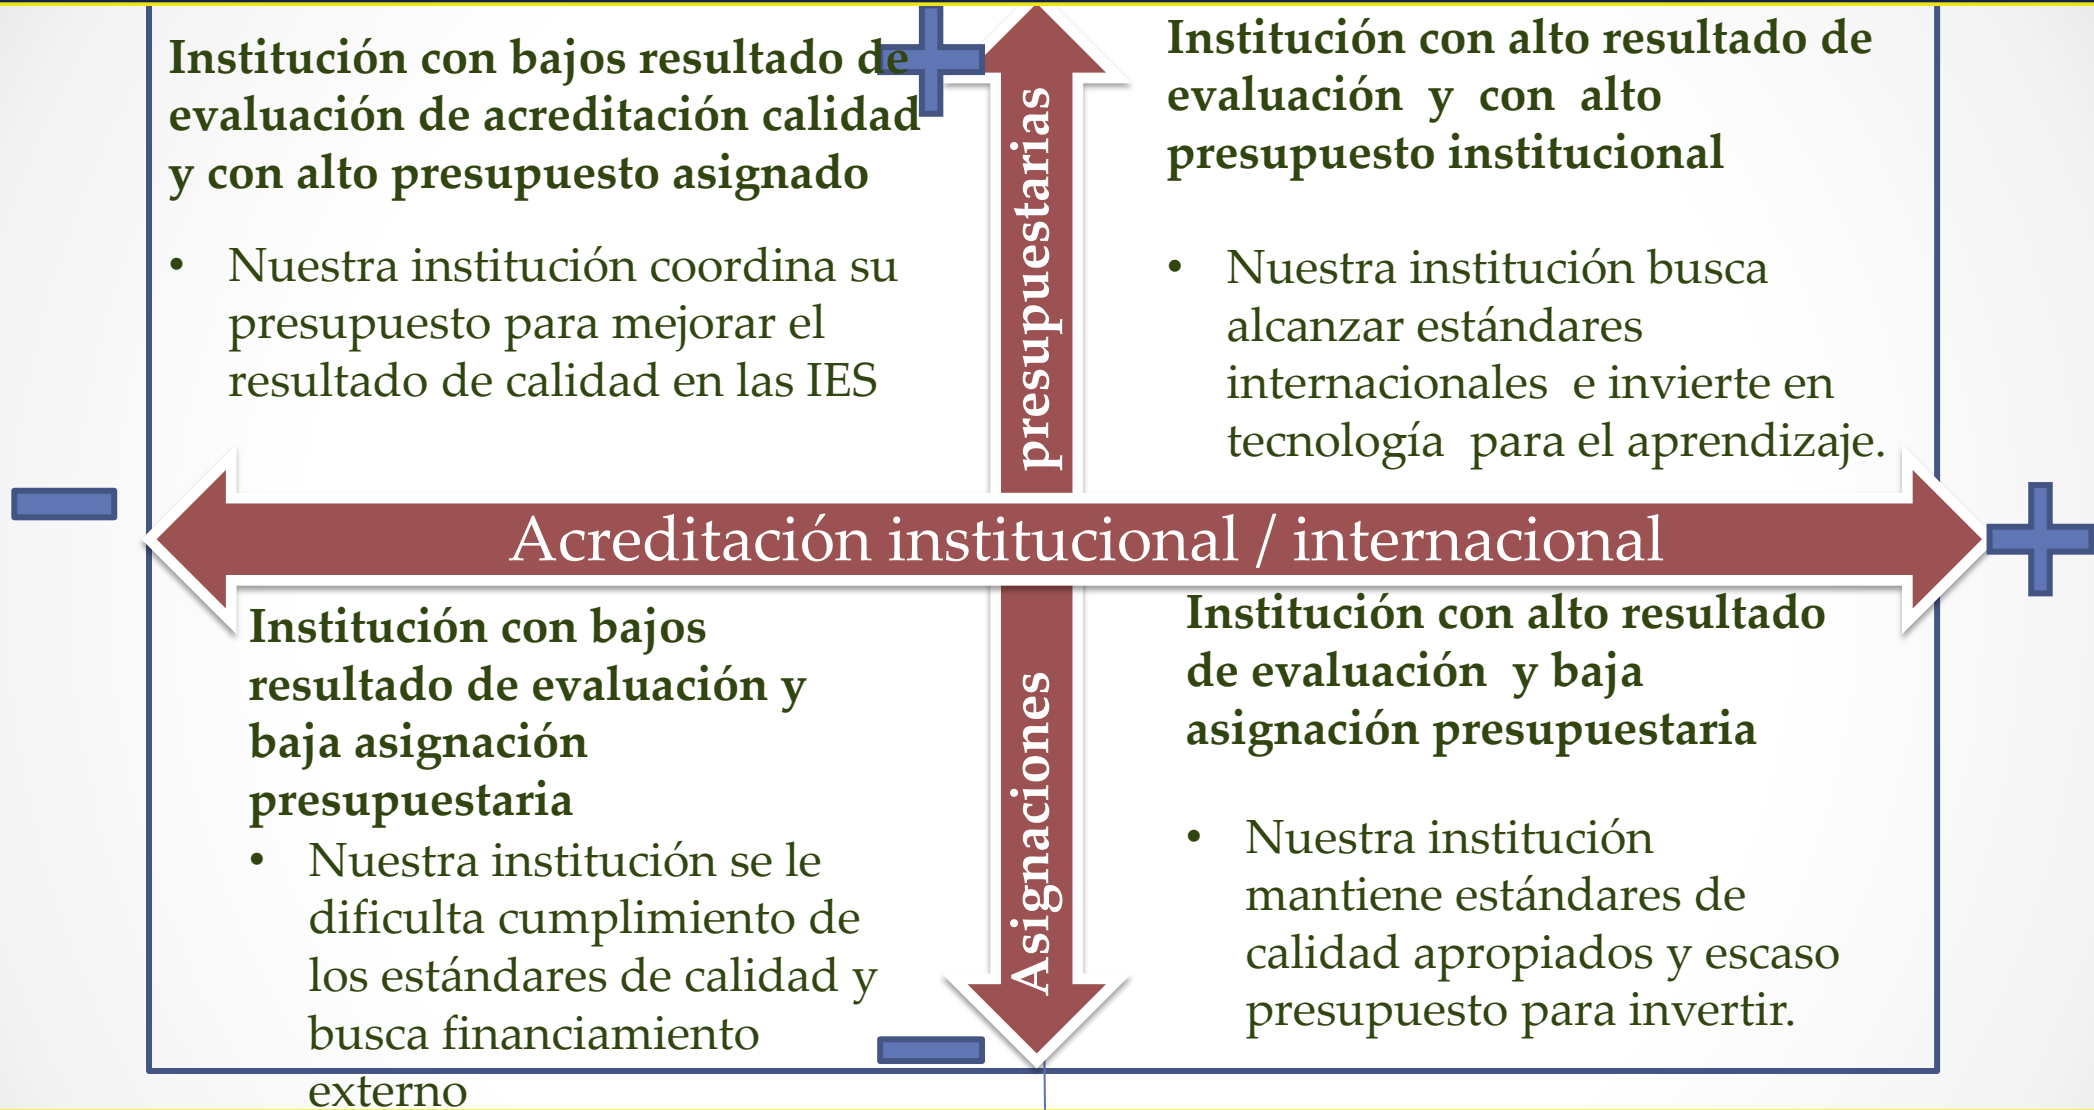 Institución con bajos resultado de
evaluación de acreditación calidad
y con alto presupuesto asignado
• Nuestra institución coordina su
presupuesto para mejorar el
resultado de calidad en las IES
Institución con alto resultado de
evaluación y con alto
presupuesto institucional
• Nuestra institución busca
alcanzar estándares
internacionales e invierte en
tecnología para el aprendizaje.
Asignaciones presupuestarias
Acreditación institucional / internacional
Institución con bajos
resultado de evaluación y
baja asignación
presupuestaria
• Nuestra institución se le
dificulta cumplimiento de
los estándares de calidad y
busca financiamiento
externo
Institución con alto resultado
de evaluación y baja
asignación presupuestaria
• Nuestra institución
mantiene estándares de
calidad apropiados y escaso
presupuesto para invertir.